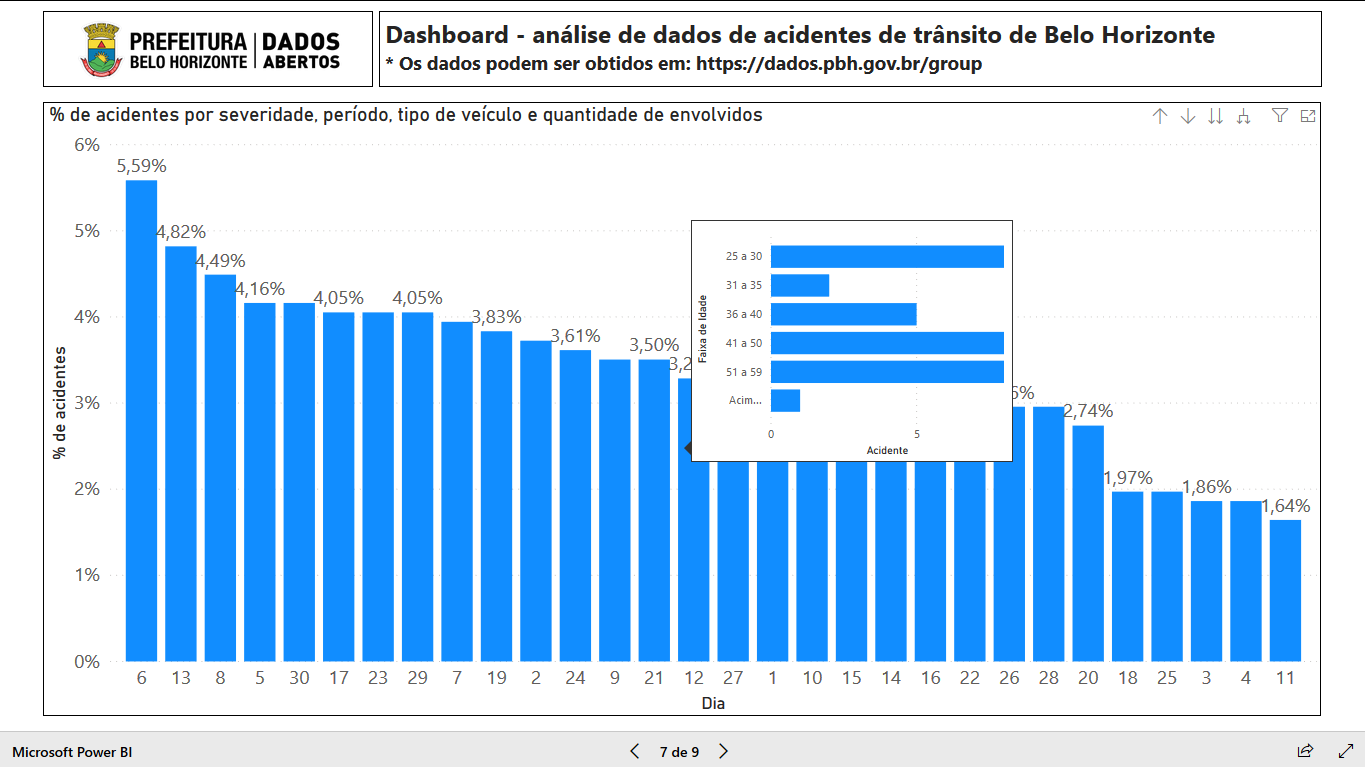 PREFEITURA
BELO HORIZONTE
DADOS
ABERTOS
Dashboard - análise de dados de acidentes de trânsito de Belo Horizonte
* Os dados podem ser obtidos em: https://dados.pbh.gov.br/group
% de acidentes por severidade, período, tipo de veículo e quantidade de envolvidos
% de acidentes
6%
5%
4%
3%
2%
1%
0%
5,59%
4,82%
4,49%
4,16%
4,05%
4,05%
3,83%
3,61%
3,50%
2,74%
1,97%
1,86%
1,64%
Faixa de Idade
25 a 30
31 a 35
36 a 40
41 a 50
51 a 59
Acim...
0 5
Acidente
6 13 8 5 30 17 23 29 7 19 2 24 9 21 12 27 1 10 15 14 16 22 26 28 20 18 25 3 4 11
Dia
Microsoft Power BI
7 de 9